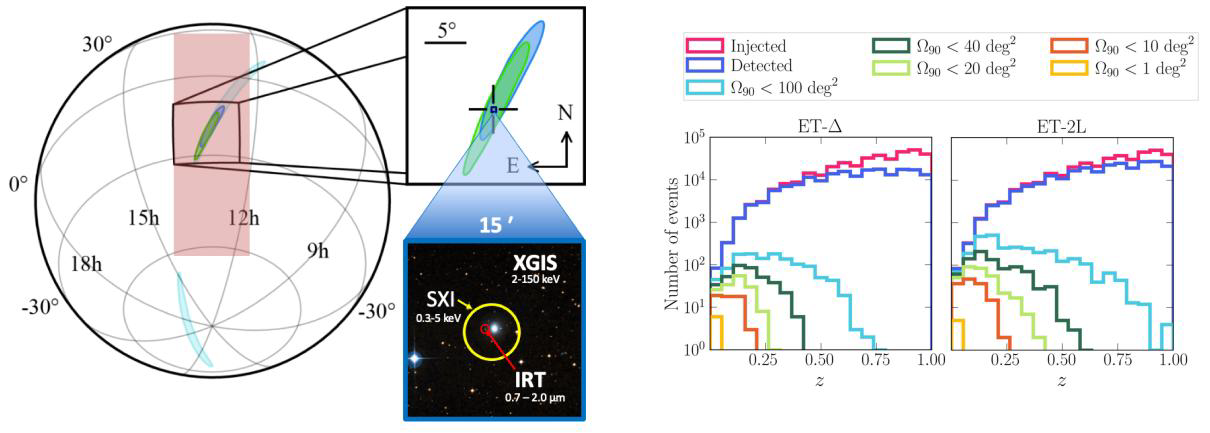 30°
0°
-30°
18h
15h
12h
9h
-30°
5°
N
E
15 ′
XGIS
2-150 keV
SXI
0.3-5 keV
IRT
0.7 – 2.0 μm
Injected
Detected
Ω₉₀ < 100 deg²
Ω₉₀ < 40 deg²
Ω₉₀ < 20 deg²
Ω₉₀ < 10 deg²
Ω₉₀ < 1 deg²
ET-Δ
ET-2L
Number of events
10⁵
10⁴
10³
10²
10¹
10⁰
0.25 0.50 0.75 1.00
z
0.25 0.50 0.75 1.00
z